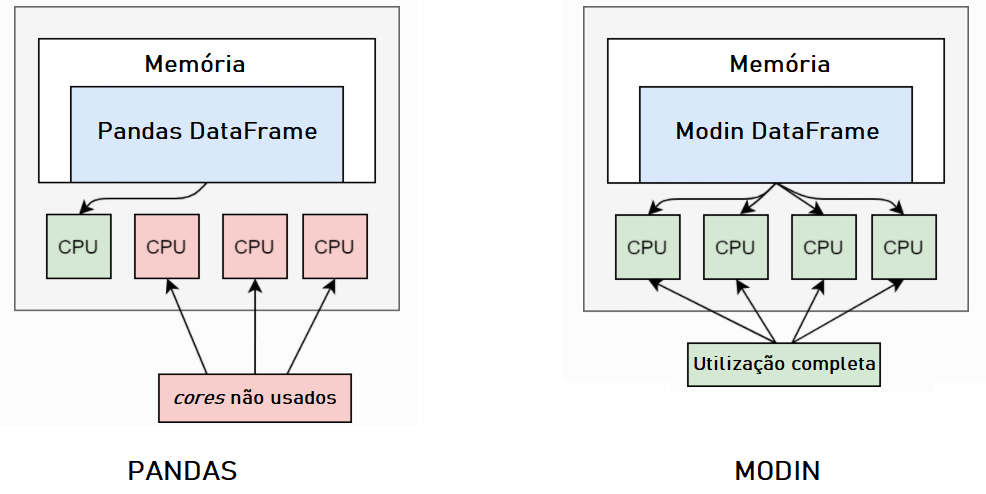 Memória
Pandas DataFrame
CPU
CPU
CPU
CPU
cores não usados
PANDAS
Memória
Modin DataFrame
CPU
CPU
CPU
CPU
Utilização completa
MODIN